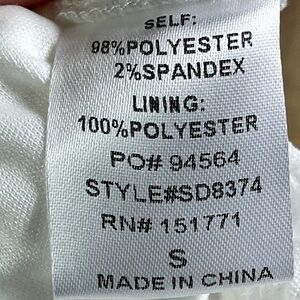 SELF:
98%POLYESTER
2%SPANDEX
LINING:
100%POLYESTER
PO# 94564
STYLE#SD8374
RN# 151771
S
MADE IN CHINA